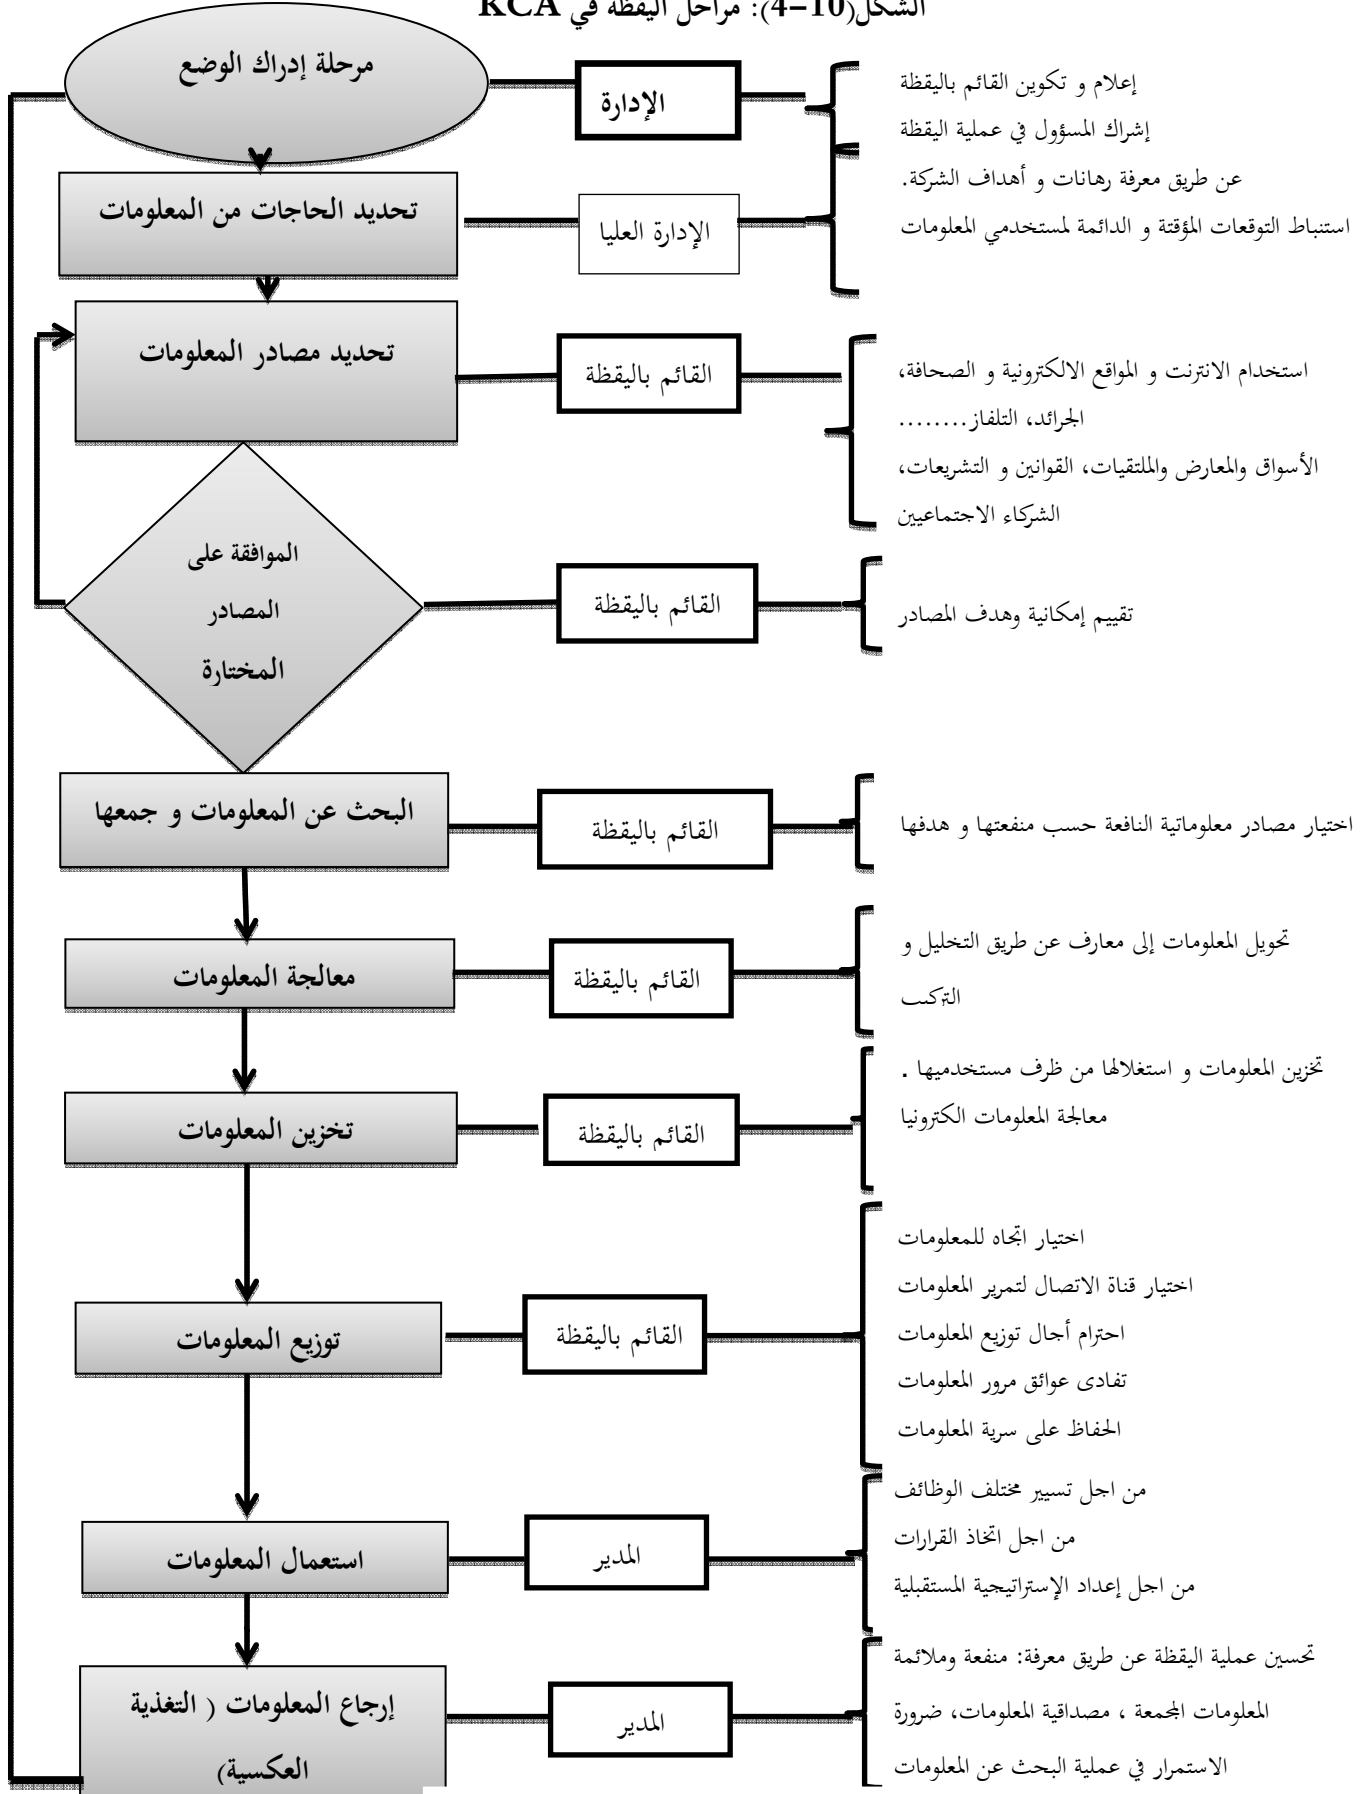 الشكل(10-4): مراحل اليقظة في KCA
مرحلة إدراك الوضع
الإدارة
إعلام و تكوين القائم باليقظة
إشراك المسؤول في عملية اليقظة
تحديد الحاجات من المعلومات
الإدارة العليا
عن طريق معرفة رهانات و أهداف الشركة.
استنباط التوقعات المؤقتة و الدائمة لمستخدمي المعلومات
تحديد مصادر المعلومات
القائم باليقظة
استخدام الانترنت و المواقع الالكترونية و الصحافة،
الجرائد، التلفاز........
الأسواق والمعارض والملتقيات، القوانين و التشريعات،
الشركاء الاجتماعيين
الموافقة على
المصادر
المختارة
القائم باليقظة
تقييم إمكانية وهدف المصادر
البحث عن المعلومات و جمعها
القائم باليقظة
اختيار مصادر معلوماتية النافعة حسب منفعتها و هدفها
معالجة المعلومات
القائم باليقظة
تحويل المعلومات إلى معارف عن طريق التخليل و
التركيب
تخزين المعلومات
القائم باليقظة
تخزين المعلومات و استغلالها من ظرف مستخدميها .
معالجة المعلومات الكترونيا
توزيع المعلومات
القائم باليقظة
اختيار اتجاه للمعلومات
اختيار قناة الاتصال لتمرير المعلومات
احترام أجال توزيع المعلومات
تفادى عوائق مرور المعلومات
الحفاظ على سرية المعلومات
استعمال المعلومات
المدير
من اجل تسيير مختلف الوظائف
من اجل اتخاذ القرارات
من اجل إعداد الإستراتيجية المستقبلية
إرجاع المعلومات ( التغذية
العكسية)
المدير
تحسين عملية اليقظة عن طريق معرفة: منفعة وملائمة
المعلومات المجمعة ، مصداقية المعلومات، ضرورة
الاستمرار في عملية البحث عن المعلومات